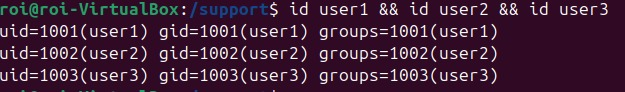 roi@roi-VirtualBox:/support$ id user1 && id user2 && id user3
uid=1001(user1) gid=1001(user1) groups=1001(user1)
uid=1002(user2) gid=1002(user2) groups=1002(user2)
uid=1003(user3) gid=1003(user3) groups=1003(user3)